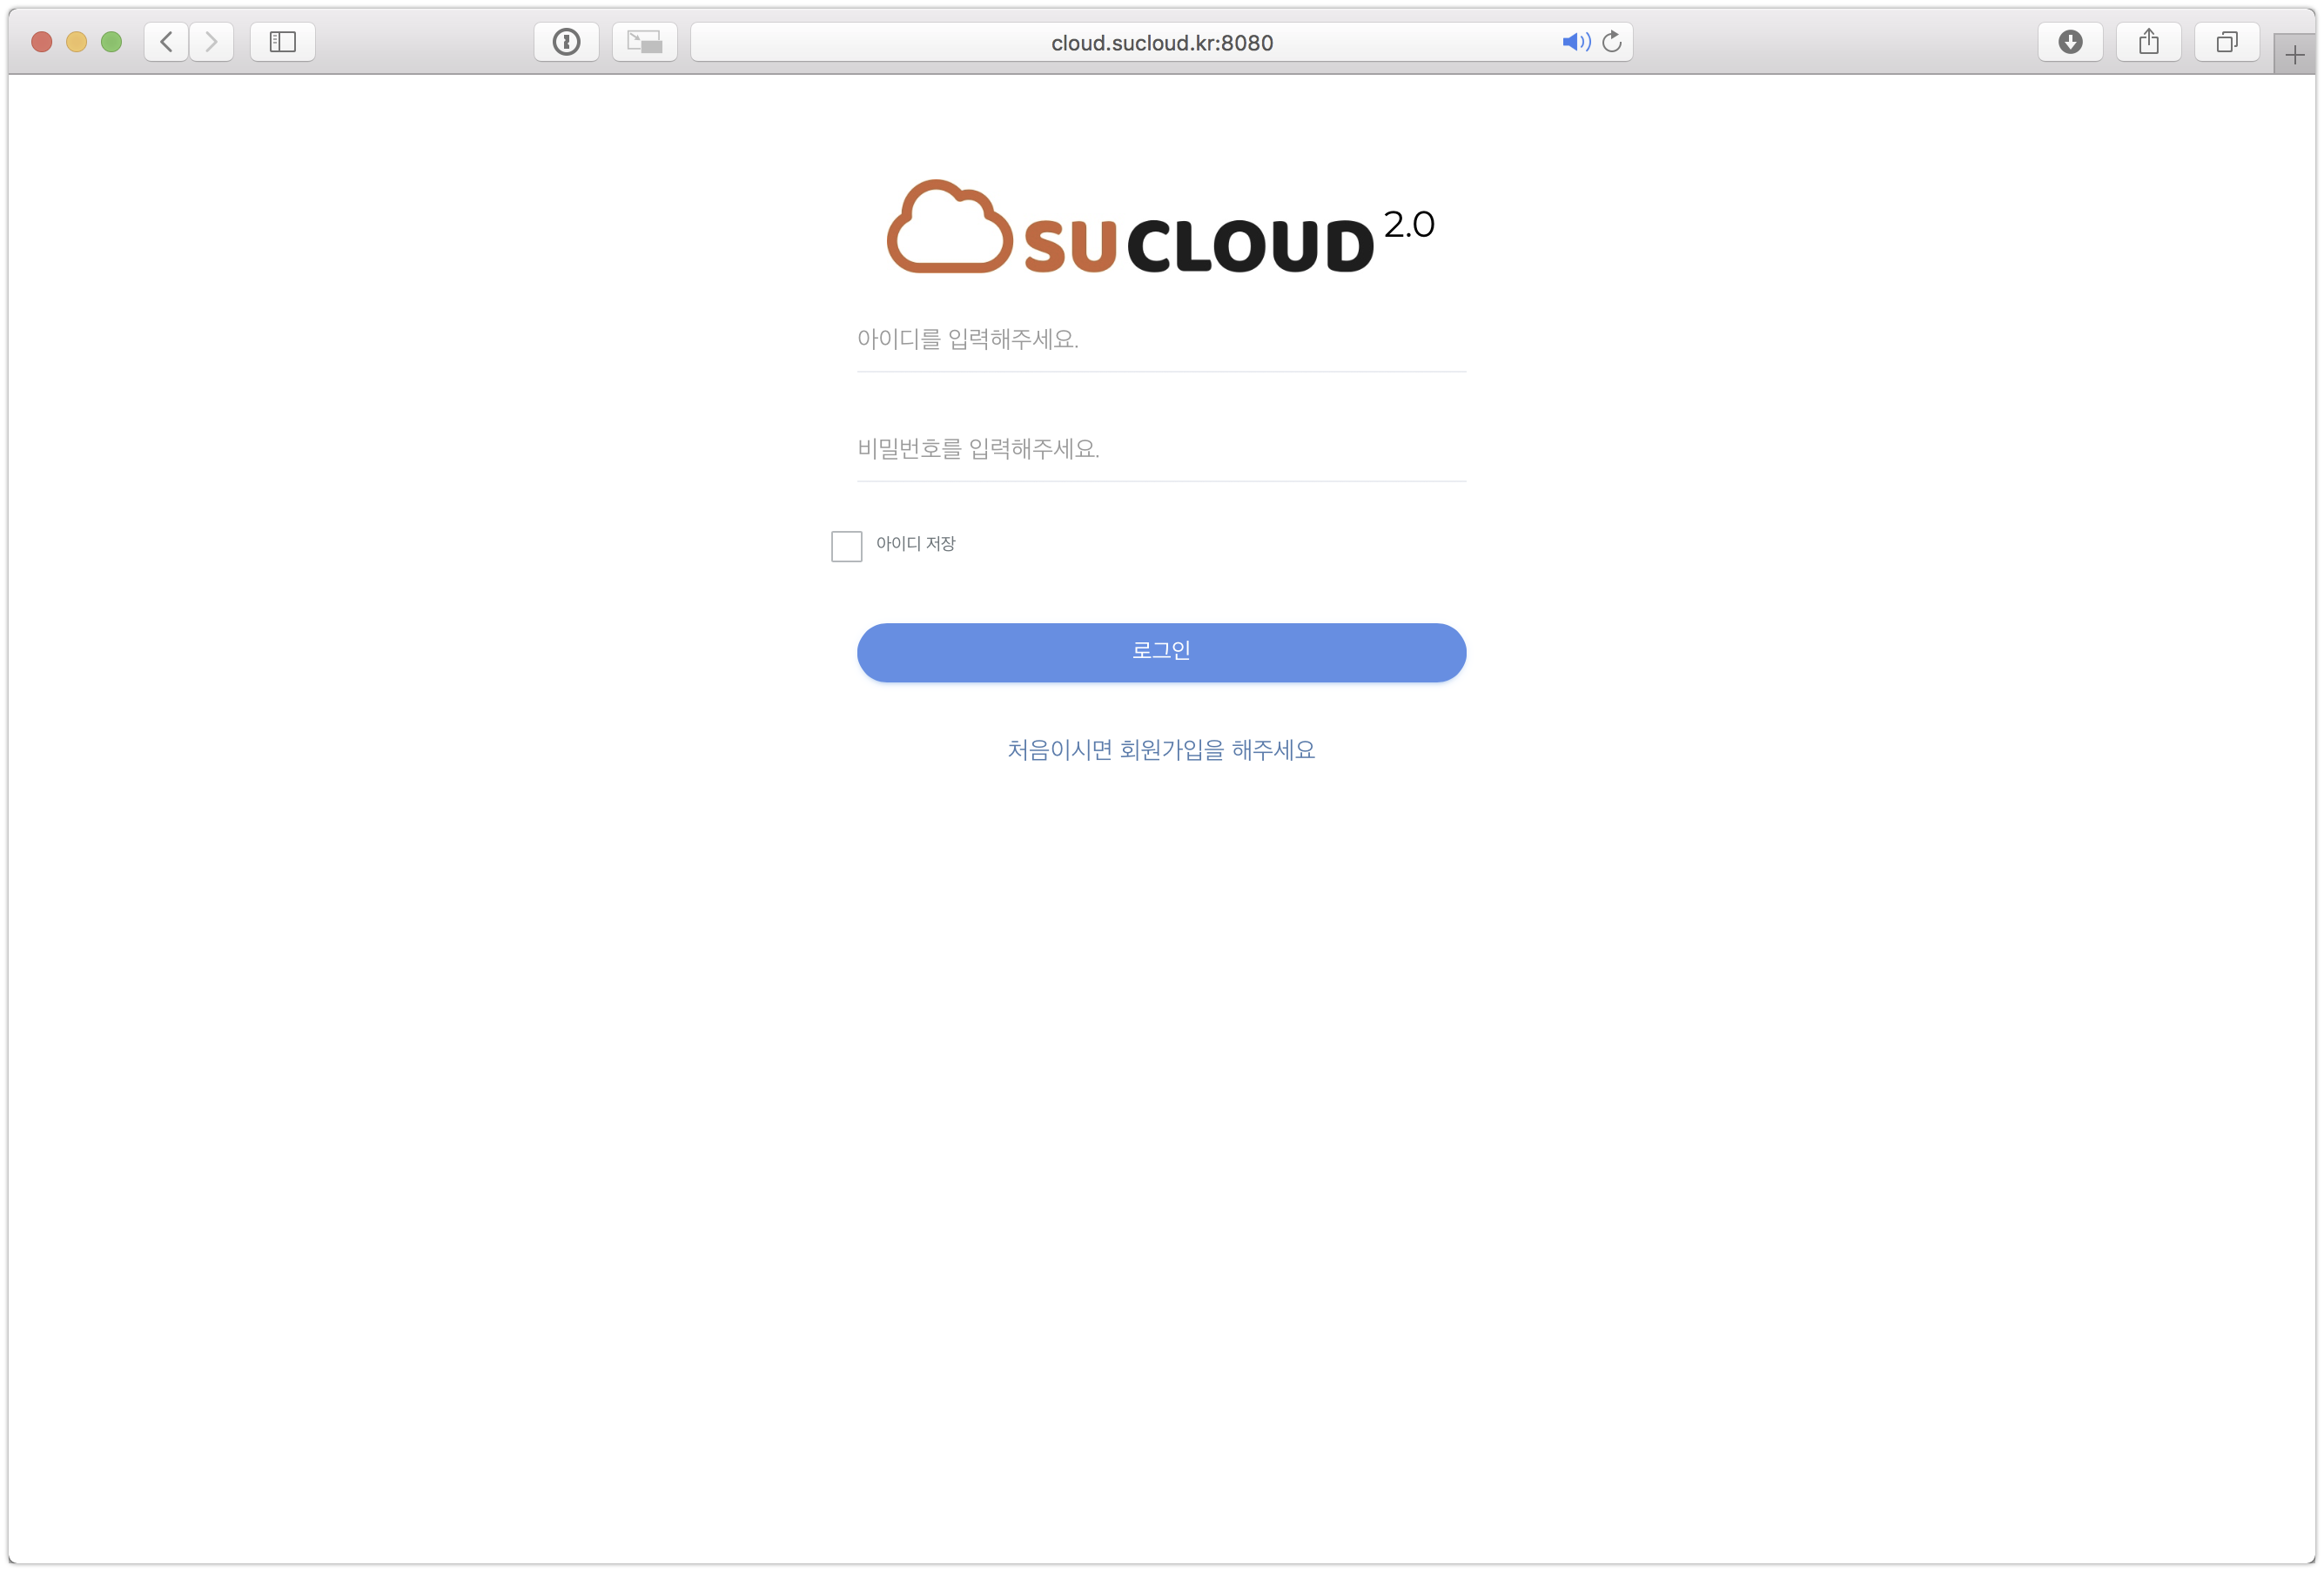 cloud.sucloud.kr:8080
SUCLOUD 2.0
아이디를 입력해주세요.
비밀번호를 입력해주세요.
아이디 저장
로그인
처음이시면 회원가입을 해주세요